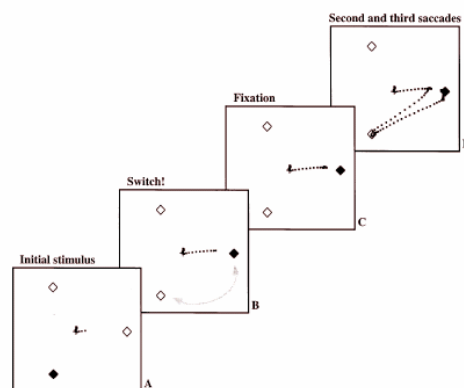 Second and third saccades
Fixation
C
Switch!
B
Initial stimulus
A